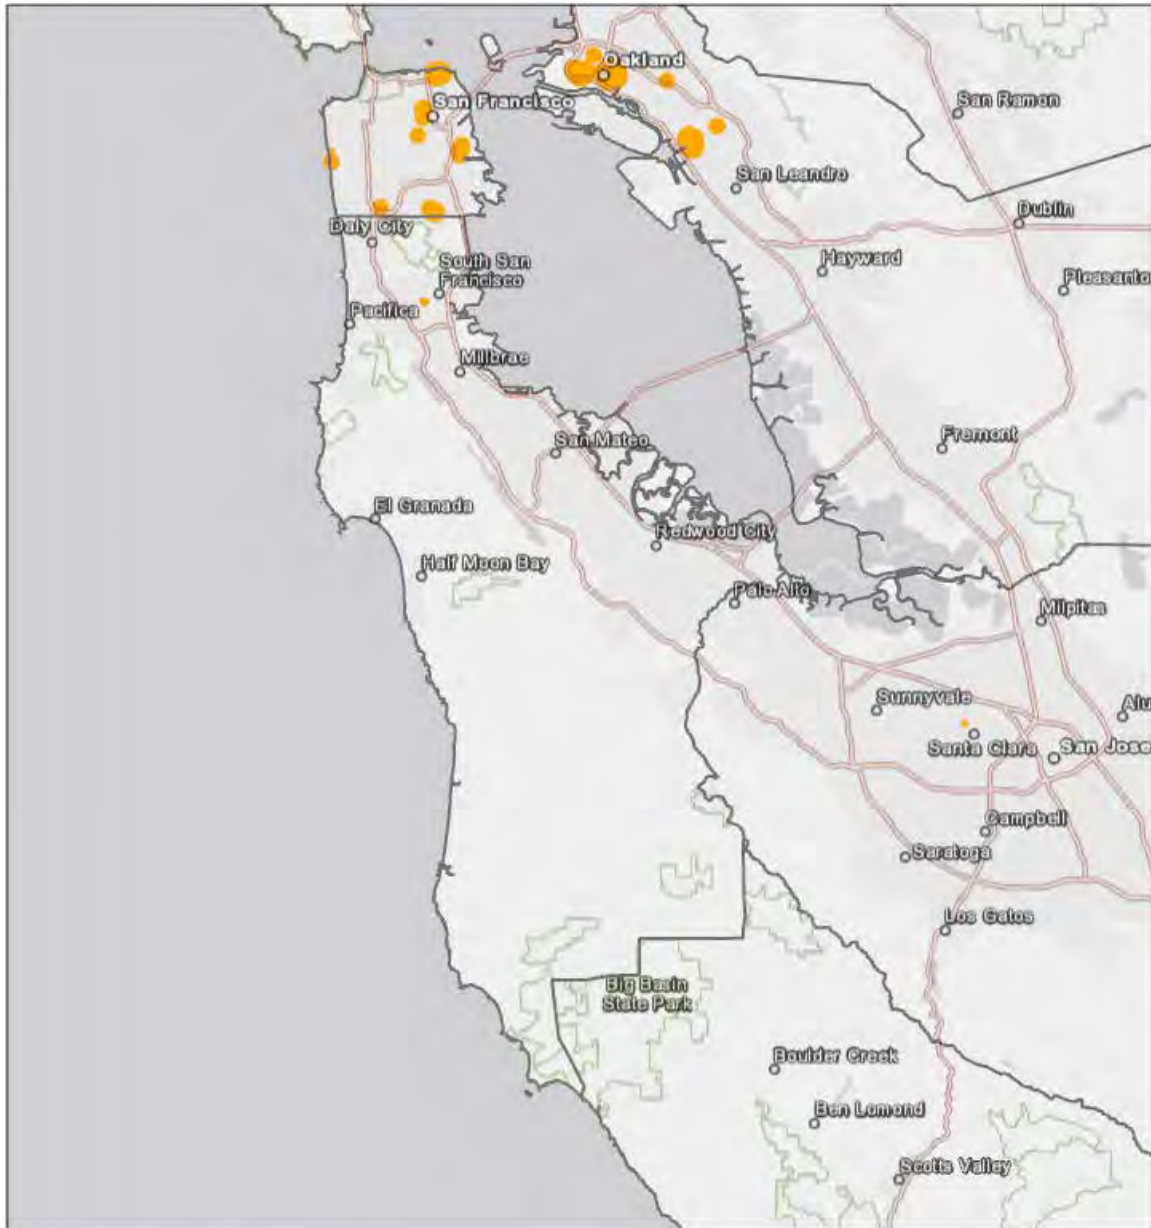 Oakland
San Francisco
San Ramon
San Leandro
Dublin
Daly City
Hayward
South San
Francisco
Pleasanto
Pacifica
Millbrae
Fremont
San Mateo
El Granada
Redwood City
Half Moon Bay
Palo Alto
Milpitas
Sunnyvale
Alu
Santa Clara
San Jose
Campbell
Saratoga
Los Gatos
Big Basin
State Park
Boulder Creek
Ben Lomond
Scotts Valley